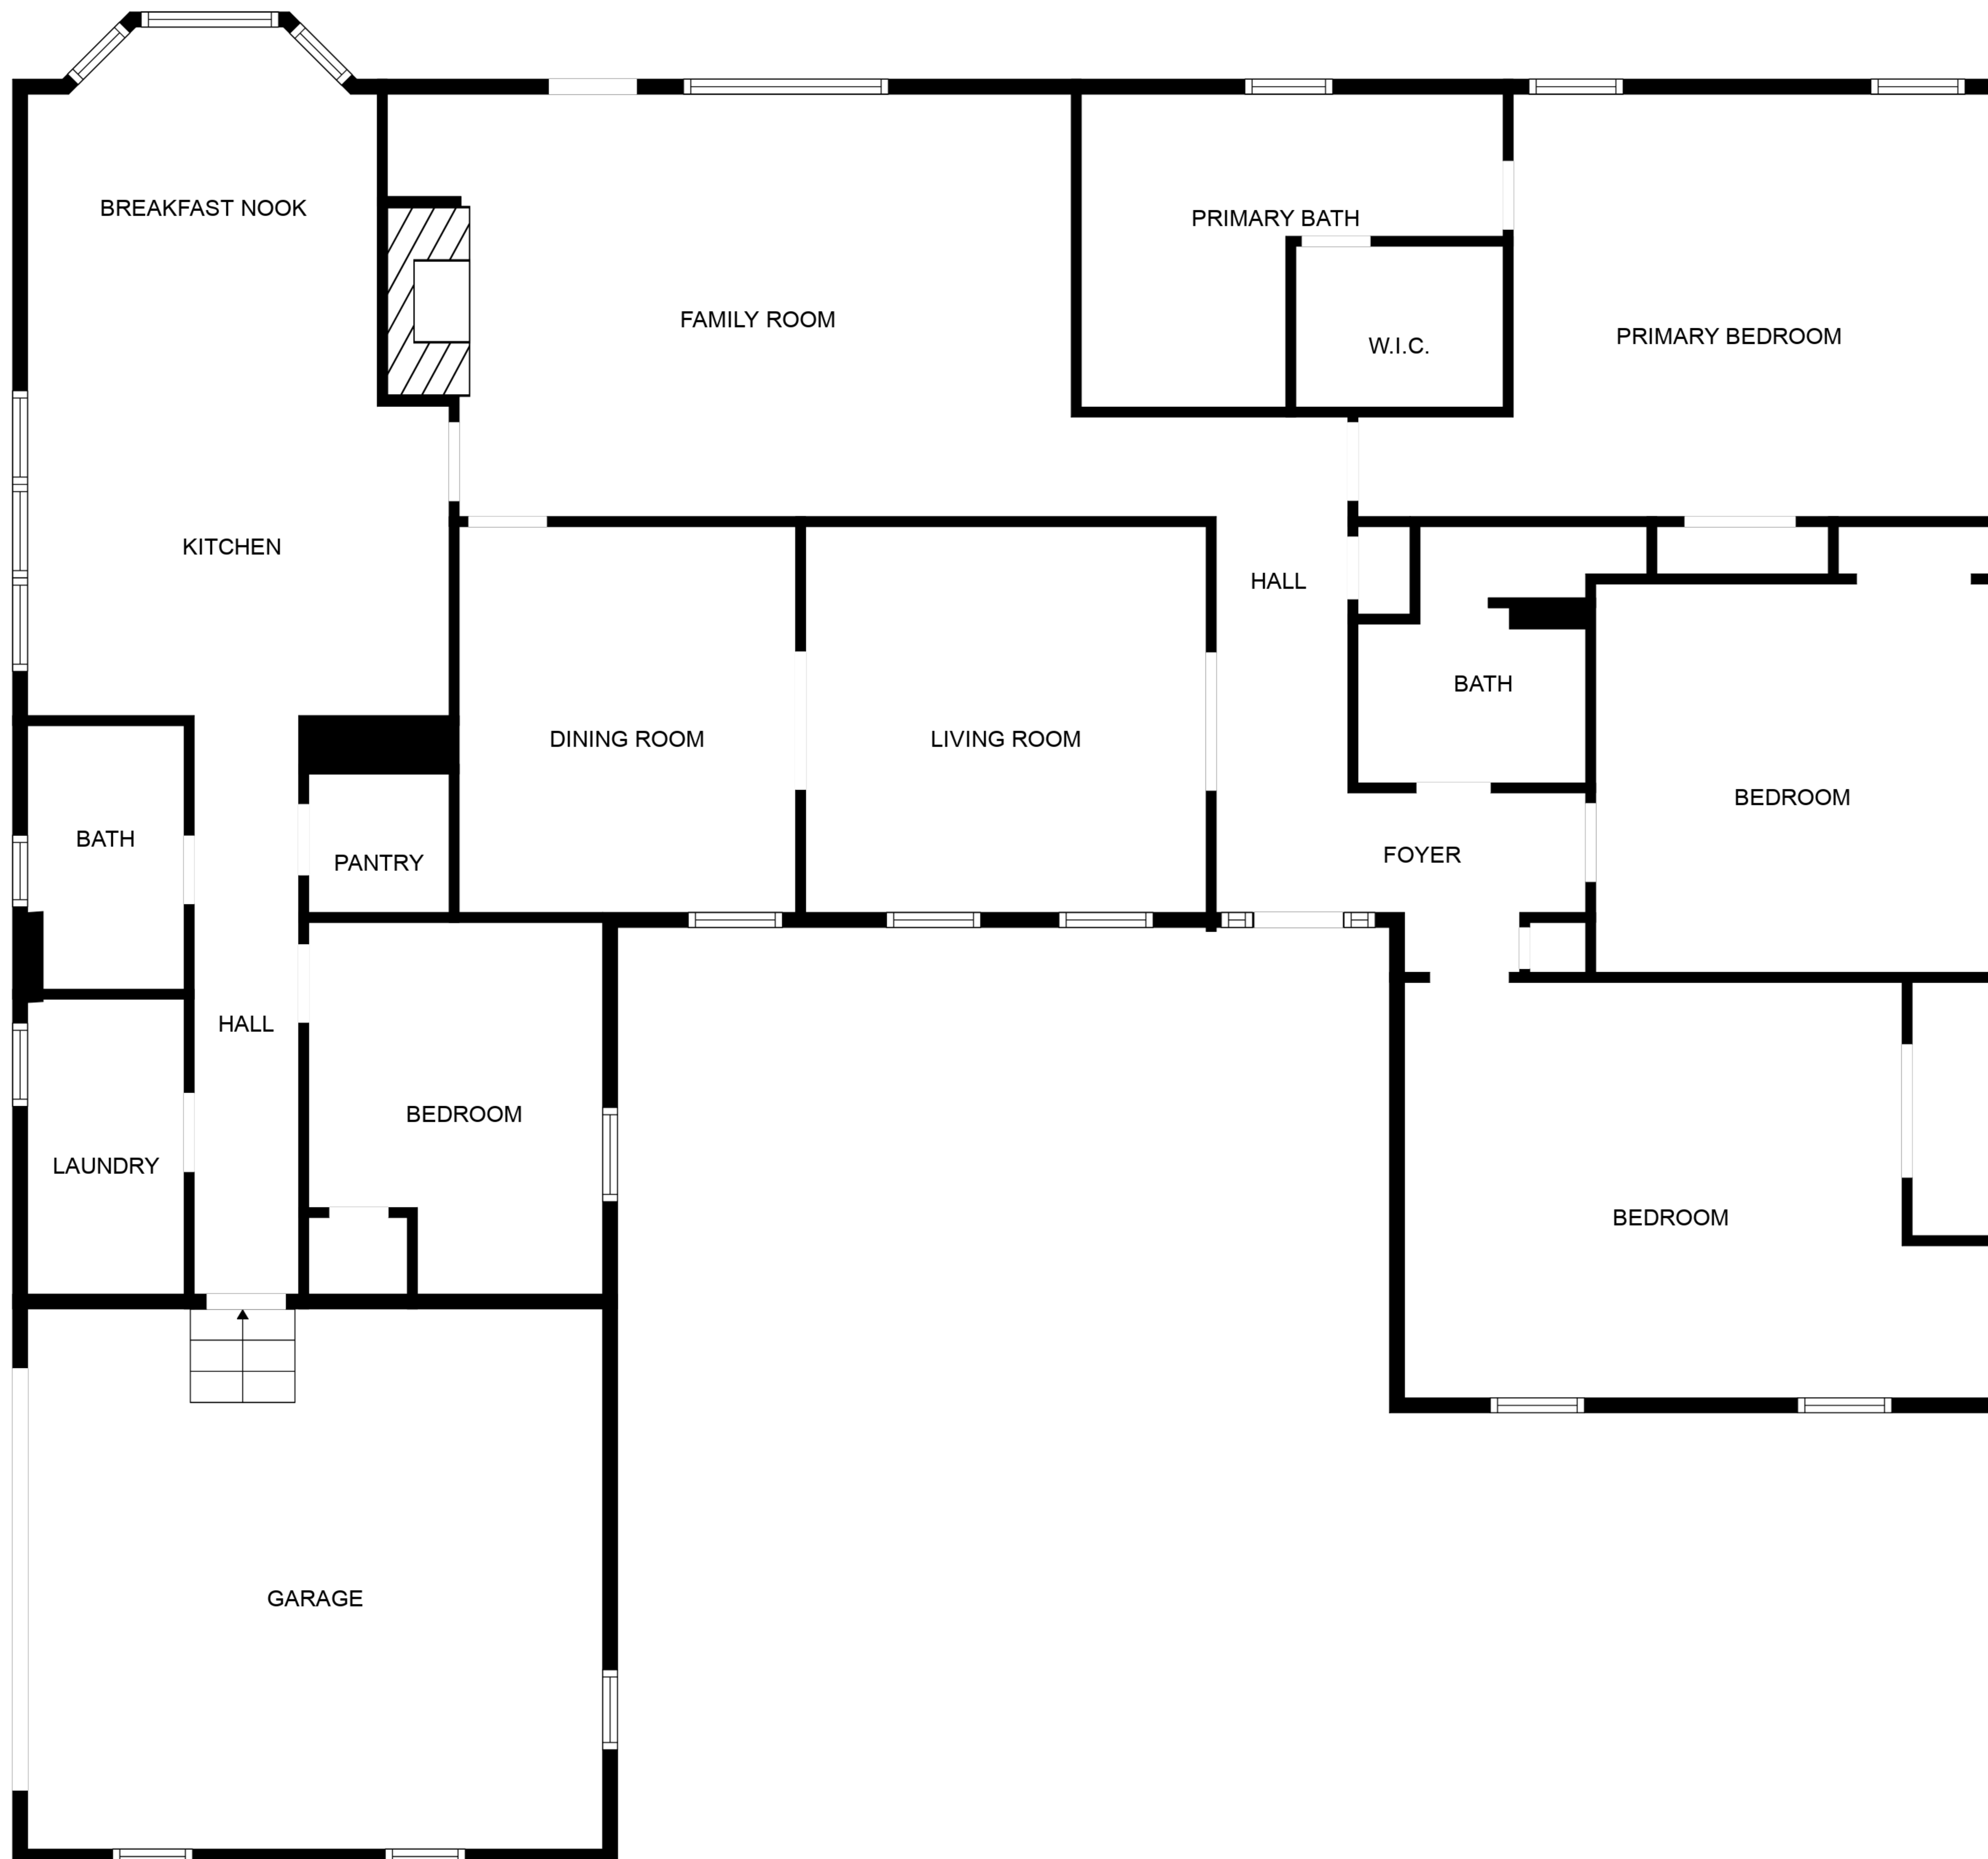 BREAKFAST NOOK
PRIMARY BATH
FAMILY ROOM
PRIMARY BEDROOM
W.I.C.
KITCHEN
HALL
BATH
DINING ROOM
LIVING ROOM
BEDROOM
BATH
FOYER
PANTRY
HALL
BEDROOM
LAUNDRY
BEDROOM
GARAGE